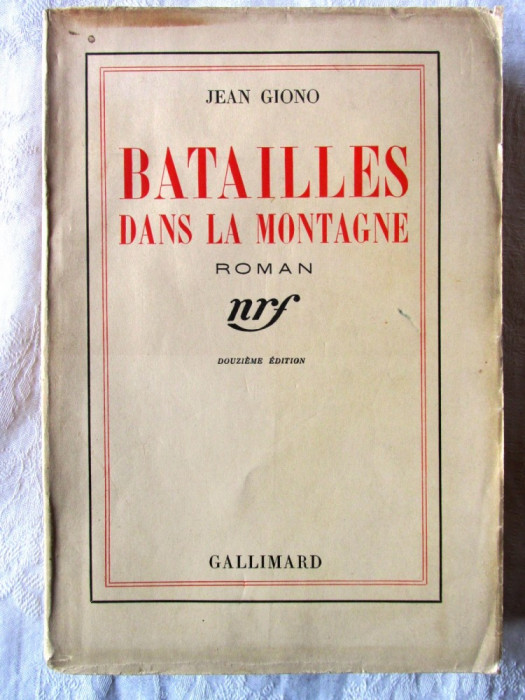 JEAN GIONO
BATAILLES
DANS LA MONTAGNE
ROMAN
nrf
DOUZIÈME ÉDITION
GALLIMARD